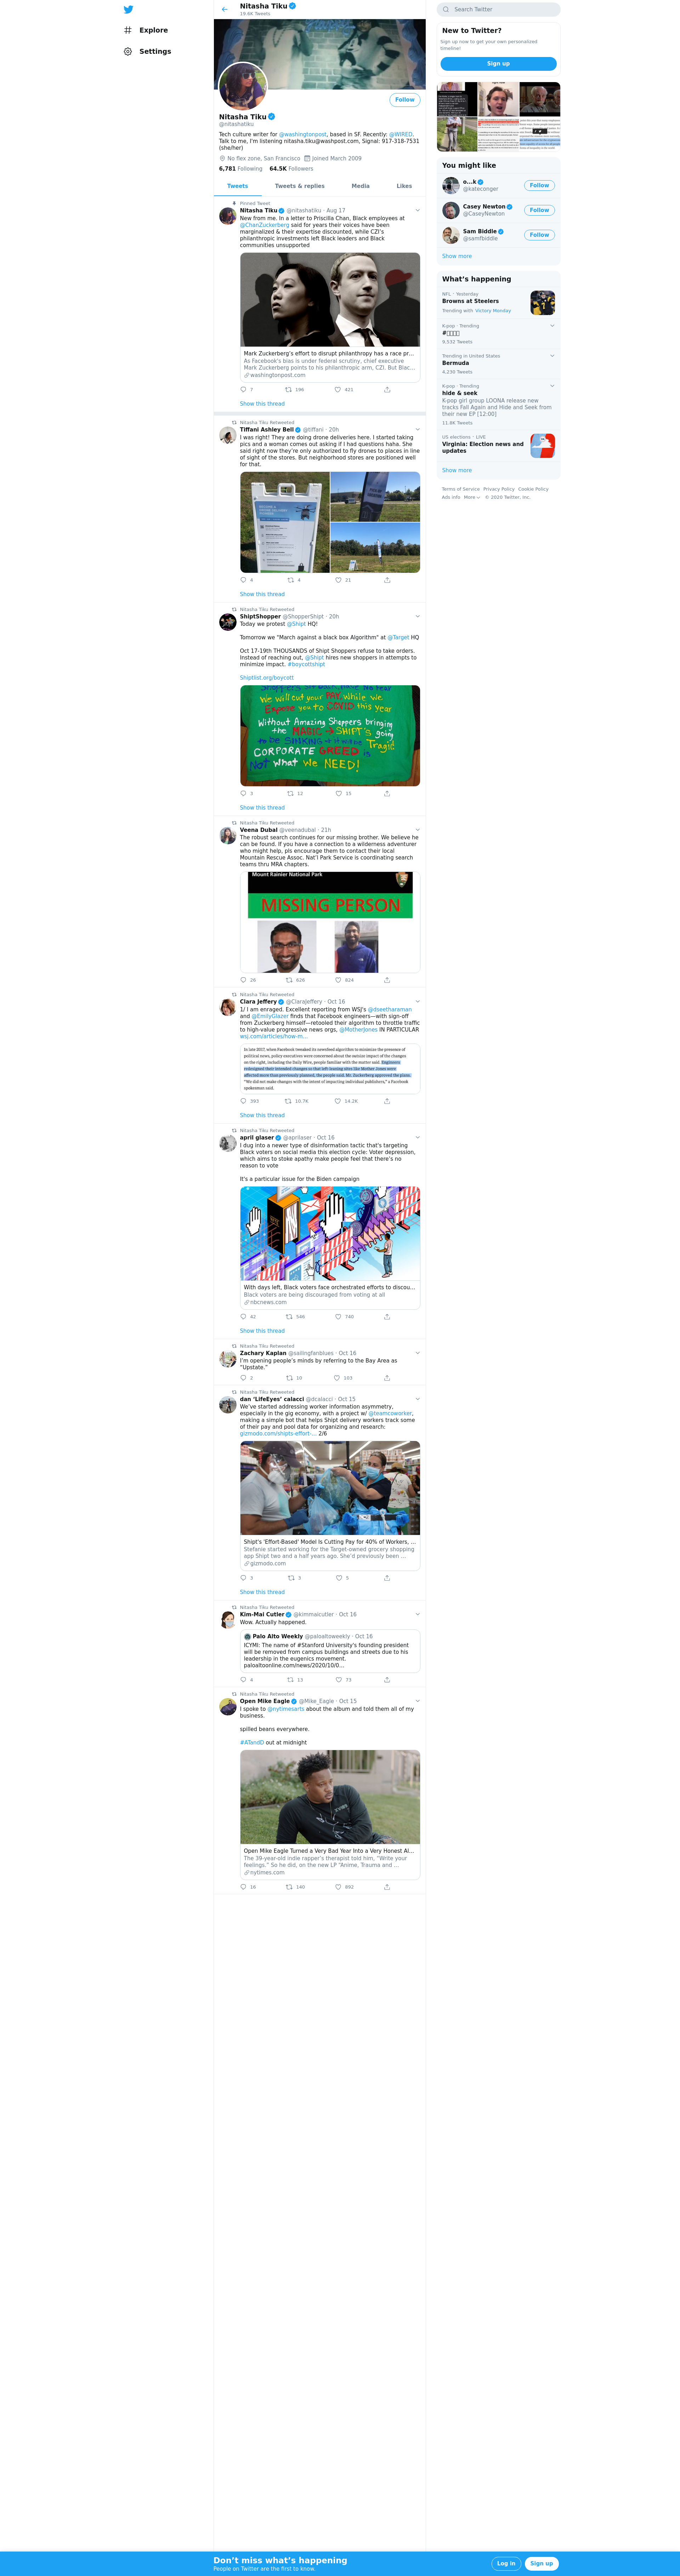 Explore
Settings
Nitasha Tiku
19.6K Tweets
Follow
Nitasha Tiku
@nitashatiku
Tech culture writer for @washingtonpost, based in SF. Recently: @WIRED.
Talk to me, I'm listening nitasha.tiku@washpost.com, Signal: 917-318-7531
(she/her)
No flex zone, San Francisco Joined March 2009
6,781 Following 64.5K Followers
Tweets Tweets & replies Media Likes
Pinned Tweet
Nitasha Tiku @nitashatiku · Aug 17
New from me. In a letter to Priscilla Chan, Black employees at
@ChanZuckerberg said for years their voices have been
marginalized & their expertise discounted, while CZI's
philanthropic investments left Black leaders and Black
communities unsupported
Mark Zuckerberg's effort to disrupt philanthropy has a race pr...
As Facebook's bias is under federal scrutiny, chief executive
Mark Zuckerberg points to his philanthropic arm, CZI. But Blac...
washingtonpost.com
7 196 421
Show this thread
Nitasha Tiku Retweeted
Tiffani Ashley Bell @tiffani · 20h
I was right! They are doing drone deliveries here. I started taking
pics and a woman comes out asking if I had questions haha. She
said right now they're only authorized to fly drones to places in line
of sight of the stores. But neighborhood stores are positioned well
for that.
4 4 21
Show this thread
Nitasha Tiku Retweeted
ShiptShopper @ShopperShipt · 20h
Today we protest @Shipt HQ!
Tomorrow we "March against a black box Algorithm" at @Target HQ
Oct 17-19th THOUSANDS of Shipt Shoppers refuse to take orders.
Instead of reaching out, @Shipt hires new shoppers in attempts to
minimize impact. #boycottshipt
Shiptlist.org/boycott
We will cut your PAY while we
Expose you to COVID this year
Without Amazing Shoppers bringing
the MAGIC → SHIPT's going
to be SINKING → it will be Tragic
CORPORATE GREED is
Not what we NEED!
3 12 15
Show this thread
Nitasha Tiku Retweeted
Veena Dubal @veenadubal · 21h
The robust search continues for our missing brother. We believe he
can be found. If you have a connection to a wilderness adventurer
who might help, pls encourage them to contact their local
Mountain Rescue Assoc. Nat'l Park Service is coordinating search
teams thru MRA chapters.
Mount Rainier National Park
MISSING PERSON
26 626 624
Nitasha Tiku Retweeted
Clara Jeffery @ClaraJeffery · Oct 16
1/ I am enraged. Excellent reporting from WSJ's @dseetharaman
and @EmilyGlazer finds that Facebook engineers—with sign-off
from Zuckerberg himself—retooled their algorithm to throttle traffic
to high-value progressive news orgs, @MotherJones IN PARTICULAR
wsj.com/articles/how-m...
In late 2017, when Facebook tweaked its newsfeed algorithm to minimize the presence of
political news, policy executives were concerned about the outsize impact of the changes
on the right, including the Daily Wire, people familiar with the matter said. Engineers
redesigned their intended changes so that left-leaning sites like Mother Jones were
affected more than previously planned, the people said. Mr. Zuckerberg approved the plans.
"We did not make changes with the intent of impacting individual publishers," a Facebook
spokesman said.
393 10.7K 14.2K
Show this thread
Nitasha Tiku Retweeted
april glaser @aprilaser · Oct 16
I dug into a newer type of disinformation tactic that's targeting
Black voters on social media this election cycle: Voter depression,
which aims to stoke apathy make people feel that there's no
reason to vote
It's a particular issue for the Biden campaign
With days left, Black voters face orchestrated efforts to discou...
Black voters are being discouraged from voting at all
nbcnews.com
42 546 740
Show this thread
Nitasha Tiku Retweeted
Zachary Kaplan @sailingfanblues · Oct 16
I'm opening people's minds by referring to the Bay Area as
"Upstate."
2 10 103
Nitasha Tiku Retweeted
dan 'LifeEyes' calacci @dcalacci · Oct 15
We've started addressing worker information asymmetry,
especially in the gig economy, with a project w/ @teamcoworker,
making a simple bot that helps Shipt delivery workers track some
of their pay and pool data for organizing and research:
gizmodo.com/shipts-effort-... 2/6
Shipt's 'Effort-Based' Model Is Cutting Pay for 40% of Workers, ...
Stefanie started working for the Target-owned grocery shopping
app Shipt two and a half years ago. She'd previously been ...
gizmodo.com
3 3 5
Show this thread
Nitasha Tiku Retweeted
Kim-Mai Cutler @kimmaicutler · Oct 16
Wow. Actually happened.
Palo Alto Weekly @paloaltoweekly · Oct 16
ICYMI: The name of #Stanford University's founding president
will be removed from campus buildings and streets due to his
leadership in the eugenics movement.
paloaltoonline.com/news/2020/10/0...
4 13 73
Nitasha Tiku Retweeted
Open Mike Eagle @Mike_Eagle · Oct 15
I spoke to @nytimesarts about the album and told them all of my
business.
spilled beans everywhere.
#ATandD out at midnight
Open Mike Eagle Turned a Very Bad Year Into a Very Honest Al...
The 39-year-old indie rapper's therapist told him, "Write your
feelings." So he did, on the new LP "Anime, Trauma and ...
nytimes.com
16 140 892
Search Twitter
New to Twitter?
Sign up now to get your own personalized
timeline!
Sign up
You might like
o...k
@kateconger
Follow
Casey Newton
@CaseyNewton
Follow
Sam Biddle
@samfbiddle
Follow
Show more
What's happening
NFL · Yesterday
Browns at Steelers
Trending with Victory Monday
K-pop · Trending
#▯▯▯▯
9,532 Tweets
Trending in United States
Bermuda
4,230 Tweets
K-pop · Trending
hide & seek
K-pop girl group LOONA release new
tracks Fall Again and Hide and Seek from
their new EP [12:00]
11.8K Tweets
US elections · LIVE
Virginia: Election news and
updates
Show more
Terms of Service Privacy Policy Cookie Policy
Ads info More © 2020 Twitter, Inc.
Don't miss what's happening
People on Twitter are the first to know.
Log in Sign up